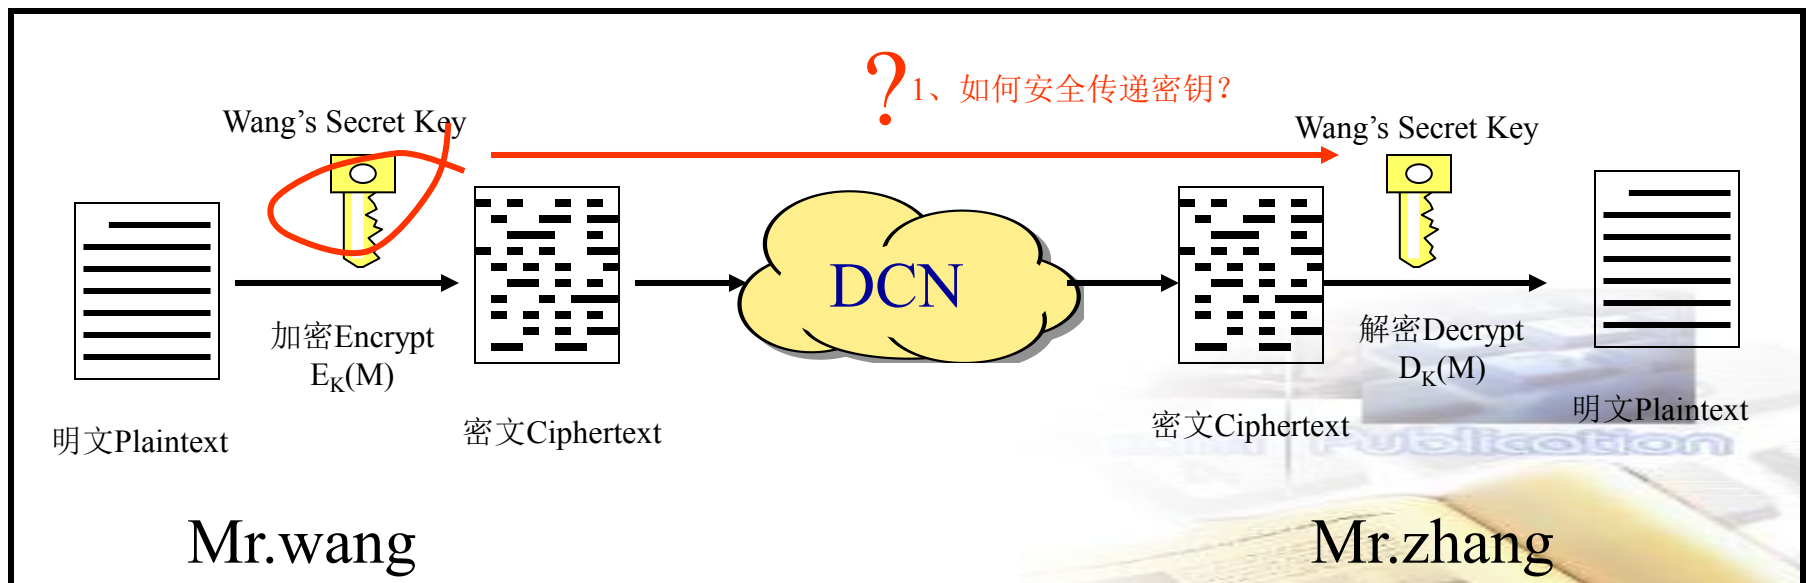 ? 1、如何安全传递密钥?
Wang's Secret Key
Wang's Secret Key
DCN
加密Encrypt
E_K(M)
解密Decrypt
D_K(M)
明文Plaintext
密文Ciphertext
密文Ciphertext
明文Plaintext
Publication
Mr.wang
Mr.zhang